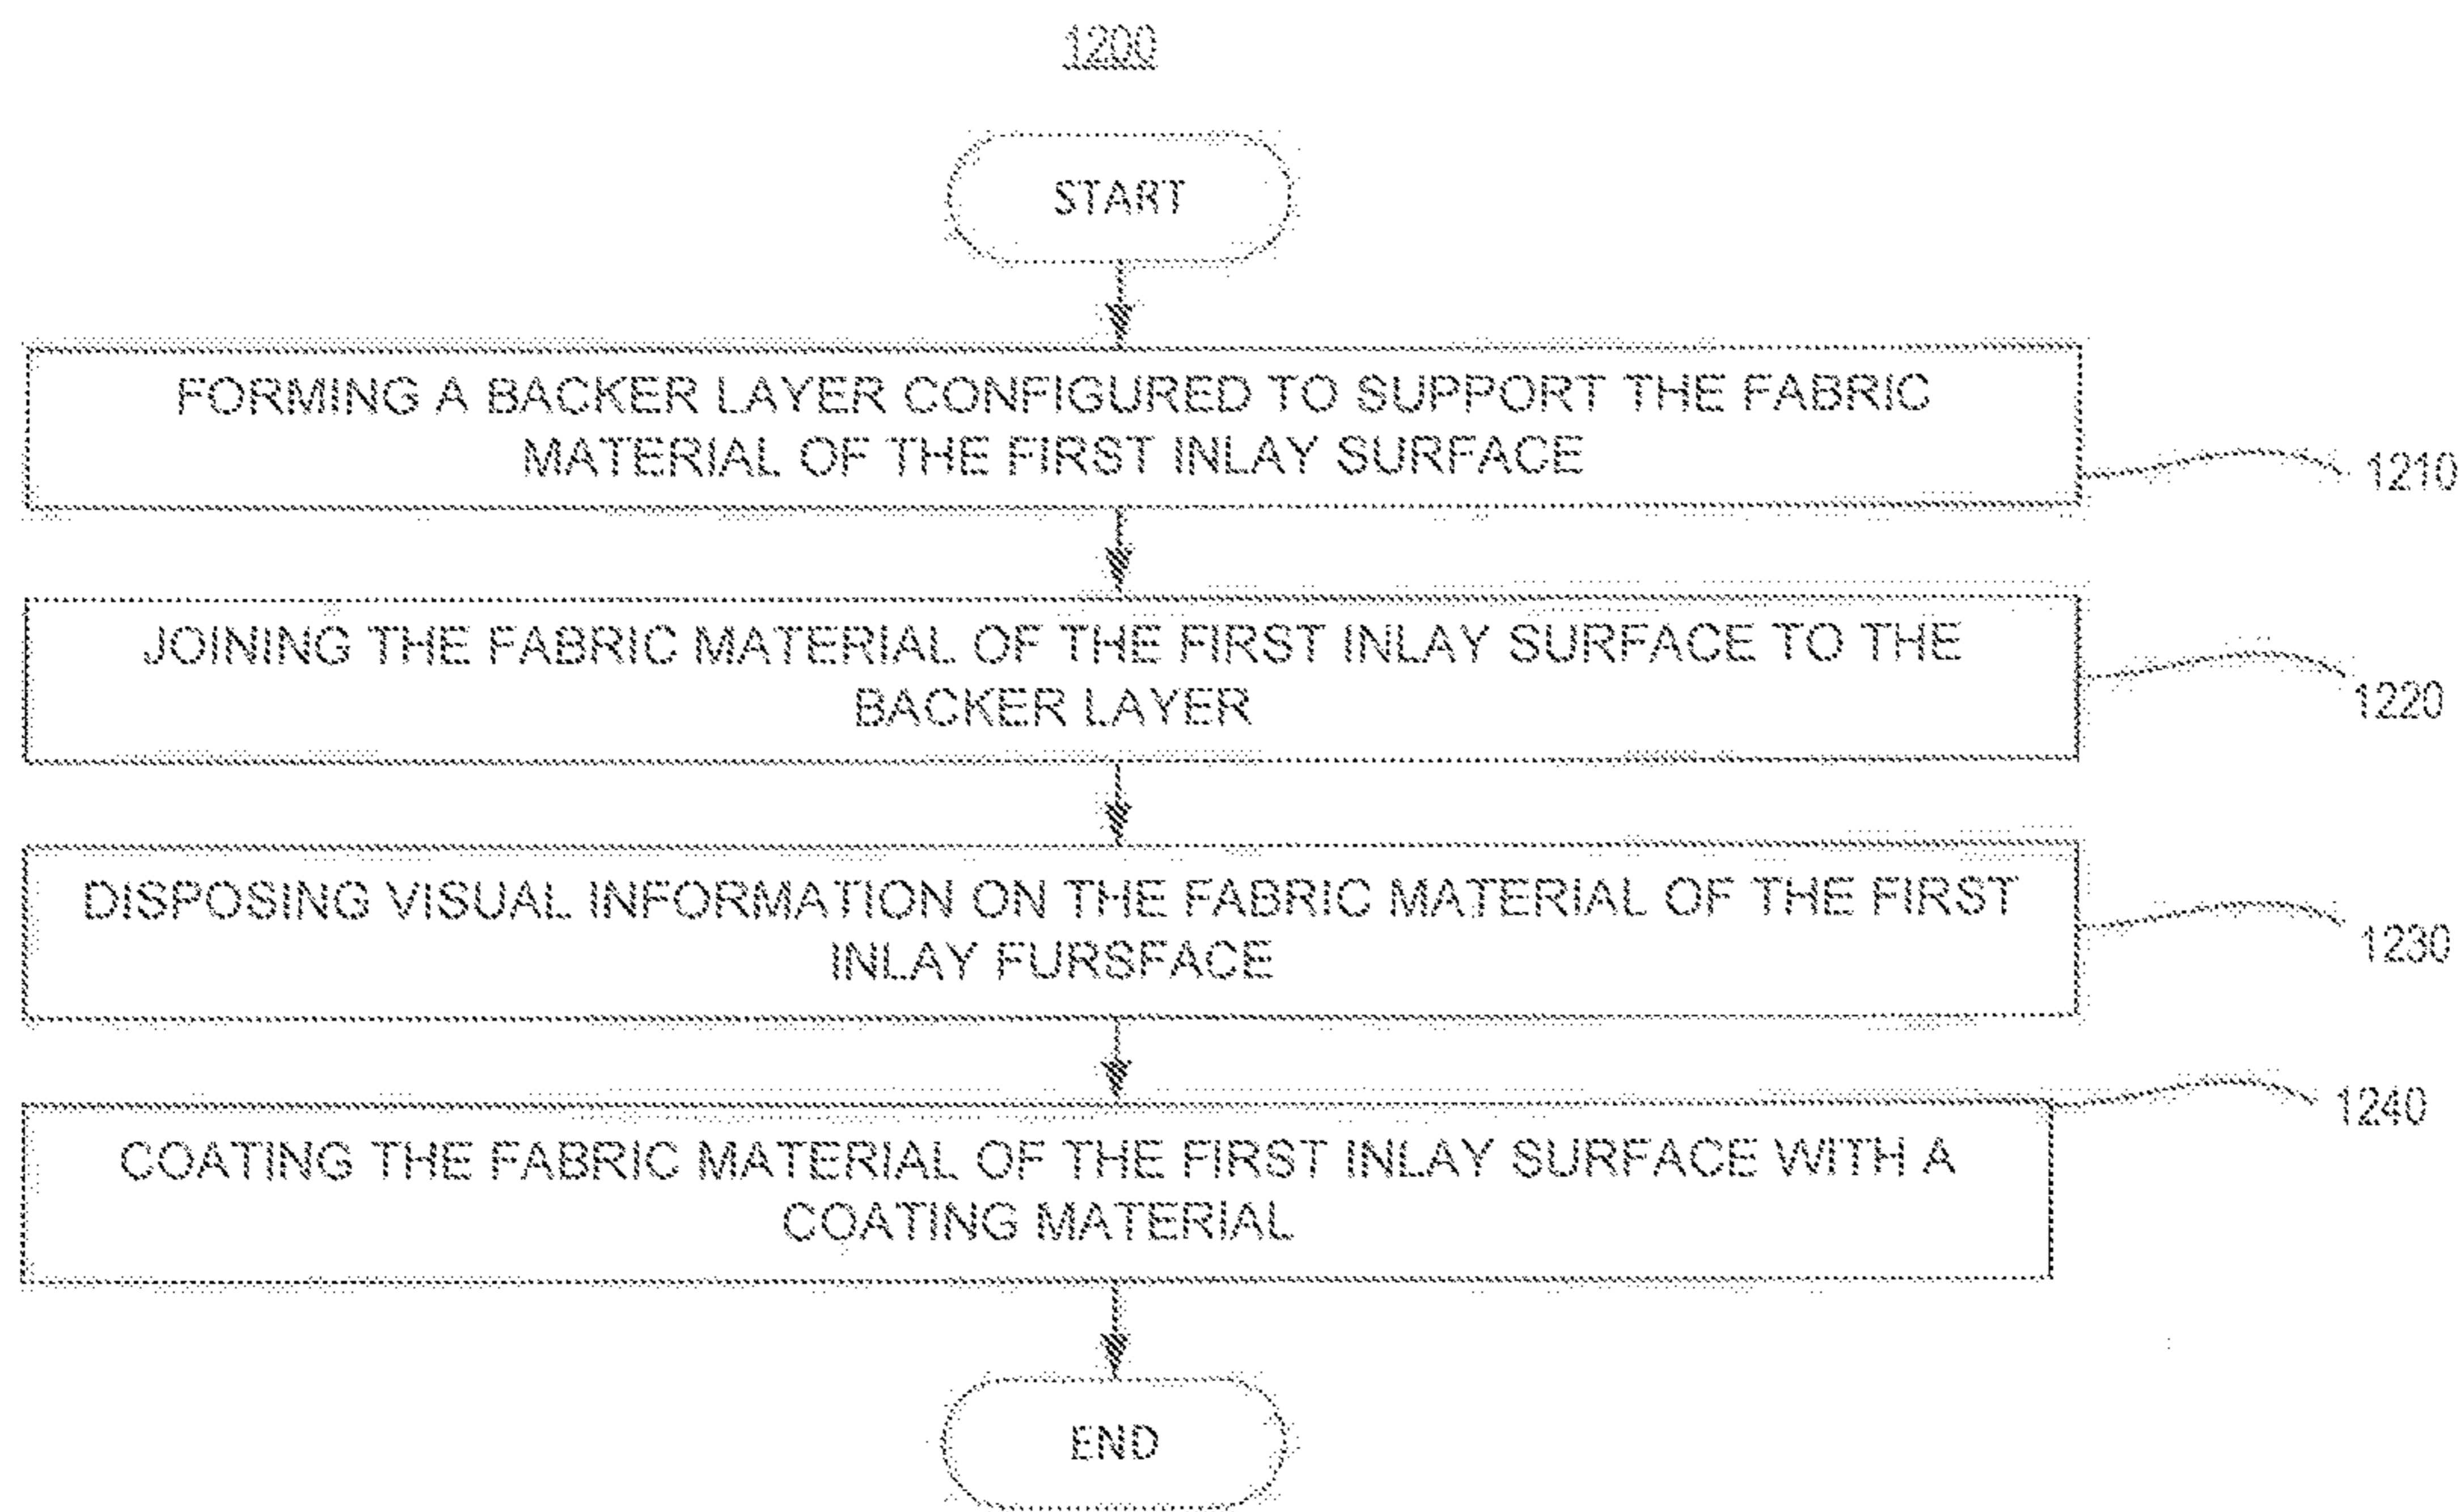 1200
START
FORMING A BACKER LAYER CONFIGURED TO SUPPORT THE FABRIC
MATERIAL OF THE FIRST INLAY SURFACE
1210
JOINING THE FABRIC MATERIAL OF THE FIRST INLAY SURFACE TO THE
BACKER LAYER
1220
DISPOSING VISUAL INFORMATION ON THE FABRIC MATERIAL OF THE FIRST
INLAY FURSFACE
1230
1240
COATING THE FABRIC MATERIAL OF THE FIRST INLAY SURFACE WITH A
COATING MATERIAL
END